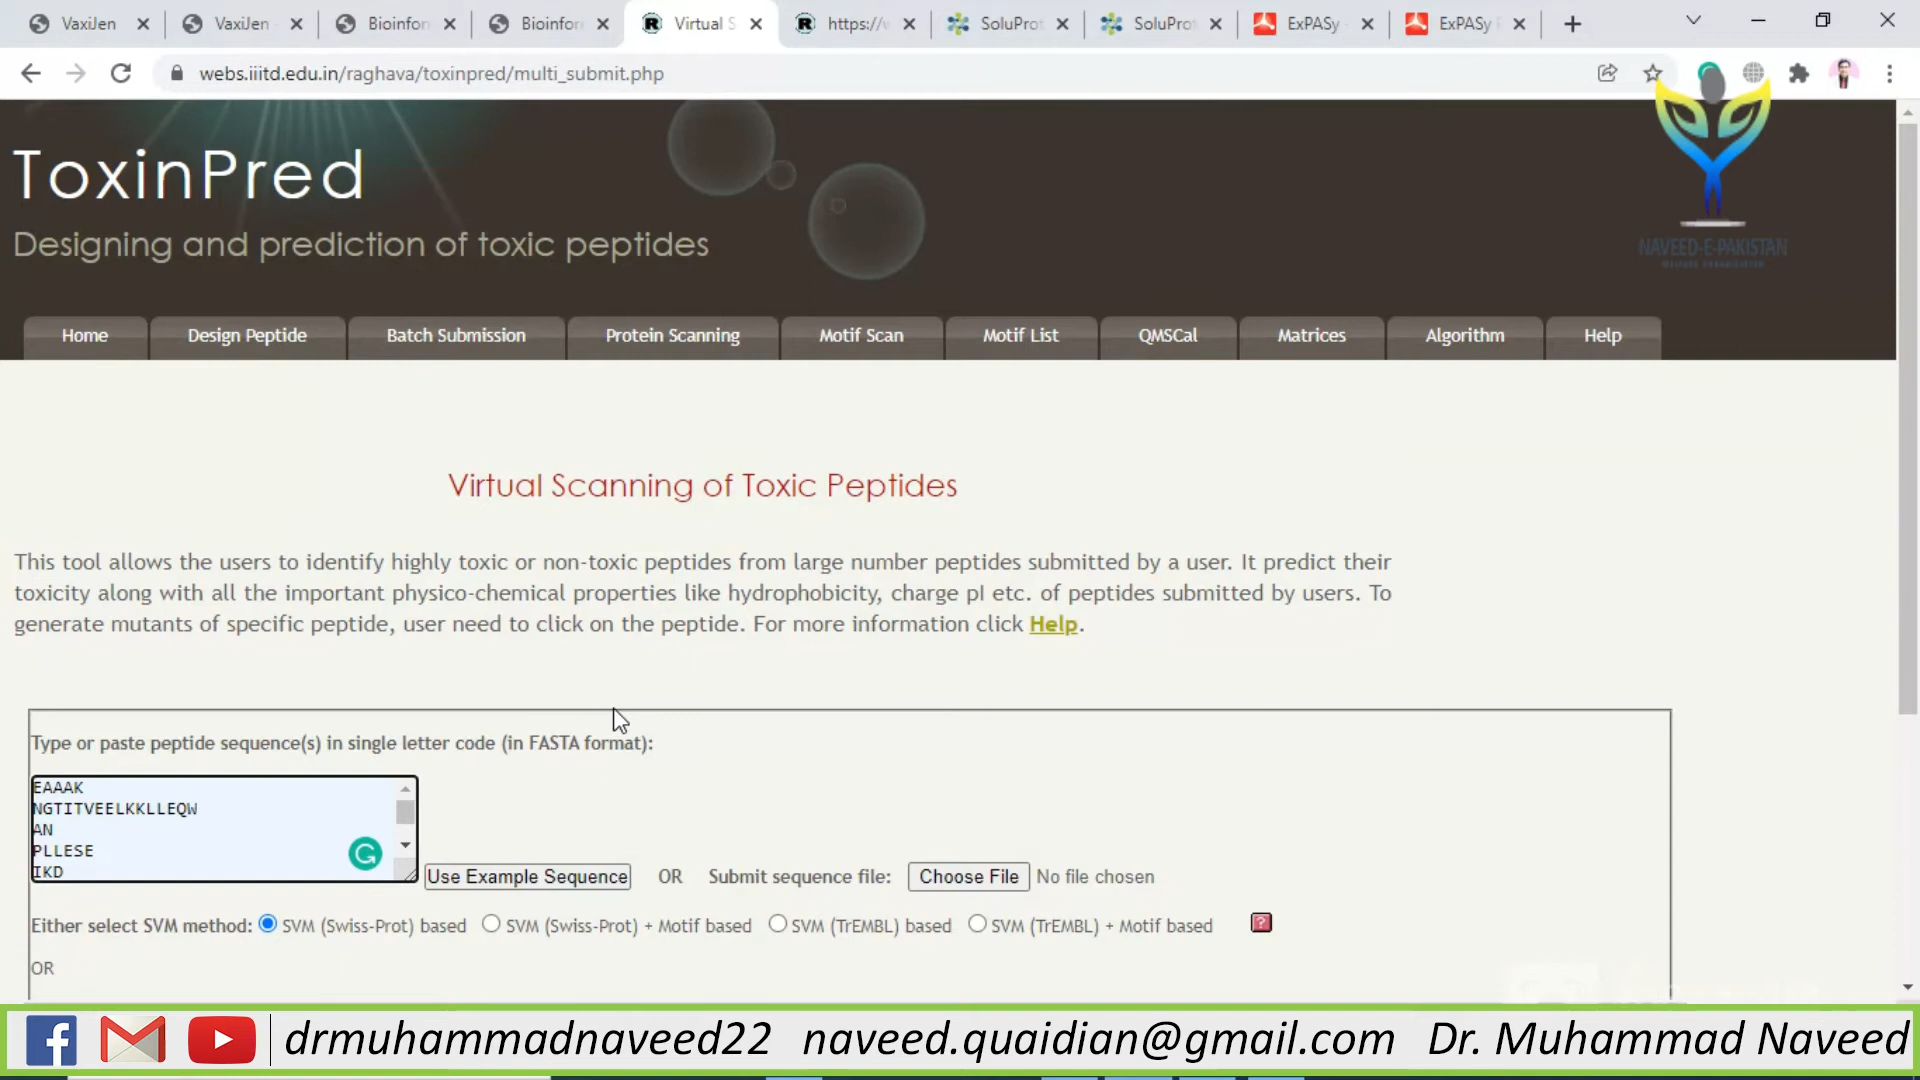 VaxiJen
VaxiJen
Bioinfor
Bioinfor
Virtual S
https://w
SoluProt
SoluProt
ExPASy
ExPASy
webs.iiitd.edu.in/raghava/toxinpred/multi_submit.php
ToxinPred
Designing and prediction of toxic peptides
NAVEED-E-PAKISTAN
Home
Design Peptide
Batch Submission
Protein Scanning
Motif Scan
Motif List
QMSCal
Matrices
Algorithm
Help
Virtual Scanning of Toxic Peptides
This tool allows the users to identify highly toxic or non-toxic peptides from large number peptides submitted by a user. It predict their
toxicity along with all the important physico-chemical properties like hydrophobicity, charge pI etc. of peptides submitted by users. To
generate mutants of specific peptide, user need to click on the peptide. For more information click Help.
Type or paste peptide sequence(s) in single letter code (in FASTA format):
EAAAK
NGTITVEELKKLLEQW
AN
PLLESE
IKD
Use Example Sequence OR Submit sequence file: Choose File No file chosen
Either select SVM method: SVM (Swiss-Prot) based SVM (Swiss-Prot) + Motif based SVM (TrEMBL) based SVM (TrEMBL) + Motif based ?
OR
drmuhammadnaveed22 naveed.quaidian@gmail.com Dr. Muhammad Naveed